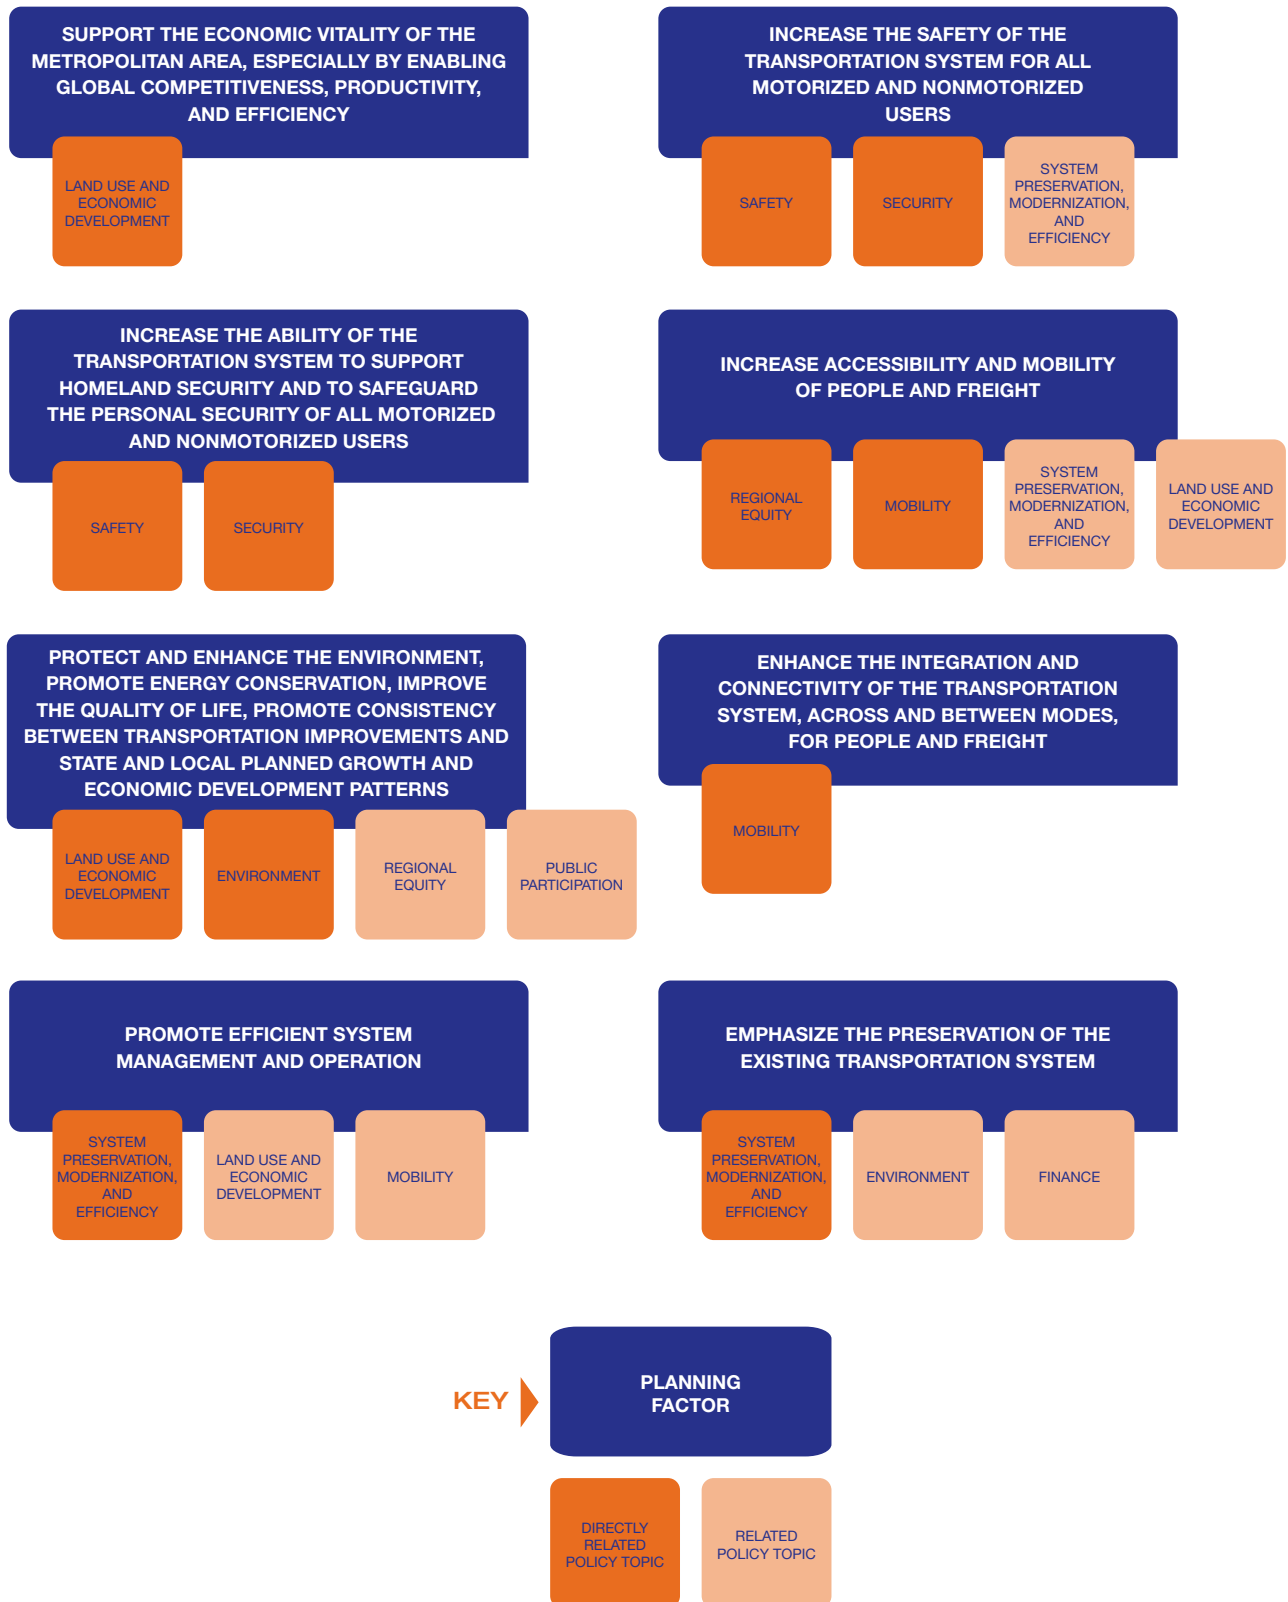 SUPPORT THE ECONOMIC VITALITY OF THE
METROPOLITAN AREA, ESPECIALLY BY ENABLING
GLOBAL COMPETITIVENESS, PRODUCTIVITY,
AND EFFICIENCY
LAND USE AND
ECONOMIC
DEVELOPMENT
INCREASE THE SAFETY OF THE
TRANSPORTATION SYSTEM FOR ALL
MOTORIZED AND NONMOTORIZED
USERS
SAFETY
SECURITY
SYSTEM
PRESERVATION,
MODERNIZATION,
AND
EFFICIENCY
INCREASE THE ABILITY OF THE
TRANSPORTATION SYSTEM TO SUPPORT
HOMELAND SECURITY AND TO SAFEGUARD
THE PERSONAL SECURITY OF ALL MOTORIZED
AND NONMOTORIZED USERS
SAFETY
SECURITY
INCREASE ACCESSIBILITY AND MOBILITY
OF PEOPLE AND FREIGHT
REGIONAL
EQUITY
MOBILITY
SYSTEM
PRESERVATION,
MODERNIZATION,
AND
EFFICIENCY
LAND USE AND
ECONOMIC
DEVELOPMENT
PROTECT AND ENHANCE THE ENVIRONMENT,
PROMOTE ENERGY CONSERVATION, IMPROVE
THE QUALITY OF LIFE, PROMOTE CONSISTENCY
BETWEEN TRANSPORTATION IMPROVEMENTS AND
STATE AND LOCAL PLANNED GROWTH AND
ECONOMIC DEVELOPMENT PATTERNS
LAND USE AND
ECONOMIC
DEVELOPMENT
ENVIRONMENT
REGIONAL
EQUITY
PUBLIC
PARTICIPATION
ENHANCE THE INTEGRATION AND
CONNECTIVITY OF THE TRANSPORTATION
SYSTEM, ACROSS AND BETWEEN MODES,
FOR PEOPLE AND FREIGHT
MOBILITY
PROMOTE EFFICIENT SYSTEM
MANAGEMENT AND OPERATION
SYSTEM
PRESERVATION,
MODERNIZATION,
AND
EFFICIENCY
LAND USE AND
ECONOMIC
DEVELOPMENT
MOBILITY
EMPHASIZE THE PRESERVATION OF THE
EXISTING TRANSPORTATION SYSTEM
SYSTEM
PRESERVATION,
MODERNIZATION,
AND
EFFICIENCY
ENVIRONMENT
FINANCE
KEY
PLANNING
FACTOR
DIRECTLY
RELATED
POLICY TOPIC
RELATED
POLICY TOPIC